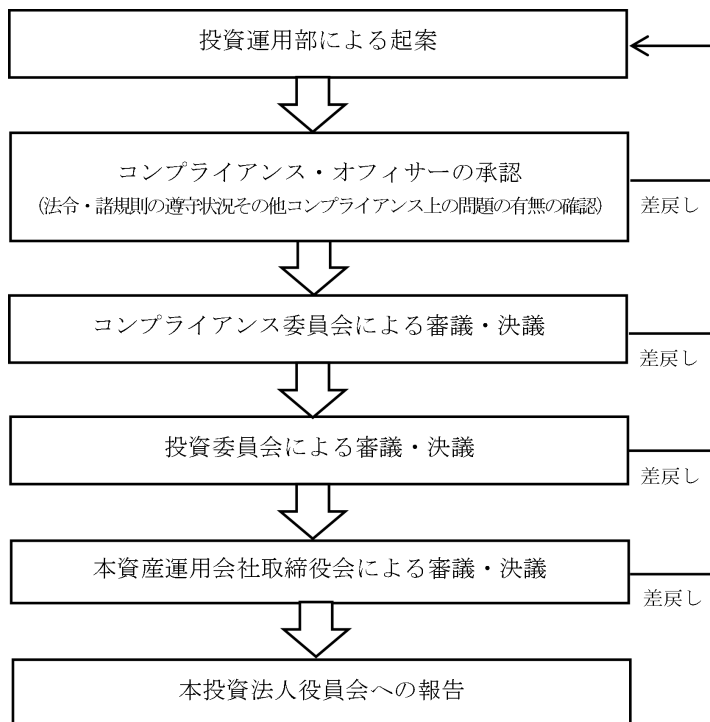 投資運用部による起案
コンプライアンス・オフィサーの承認
(法令・諸規則の遵守状況その他コンプライアンス上の問題の有無の確認)
差戻し
コンプライアンス委員会による審議・決議
差戻し
投資委員会による審議・決議
差戻し
本資産運用会社取締役会による審議・決議
差戻し
本投資法人役員会への報告